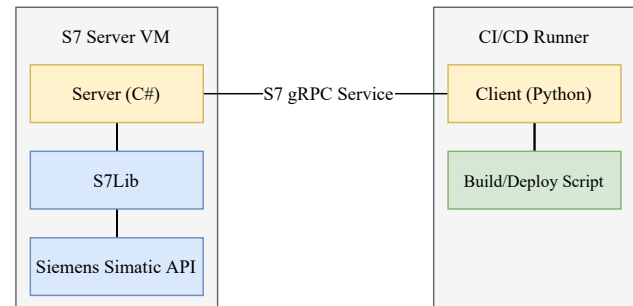 S7 Server VM
CI/CD Runner
Server (C#)
S7 gRPC Service
Client (Python)
S7Lib
Build/Deploy Script
Siemens Simatic API